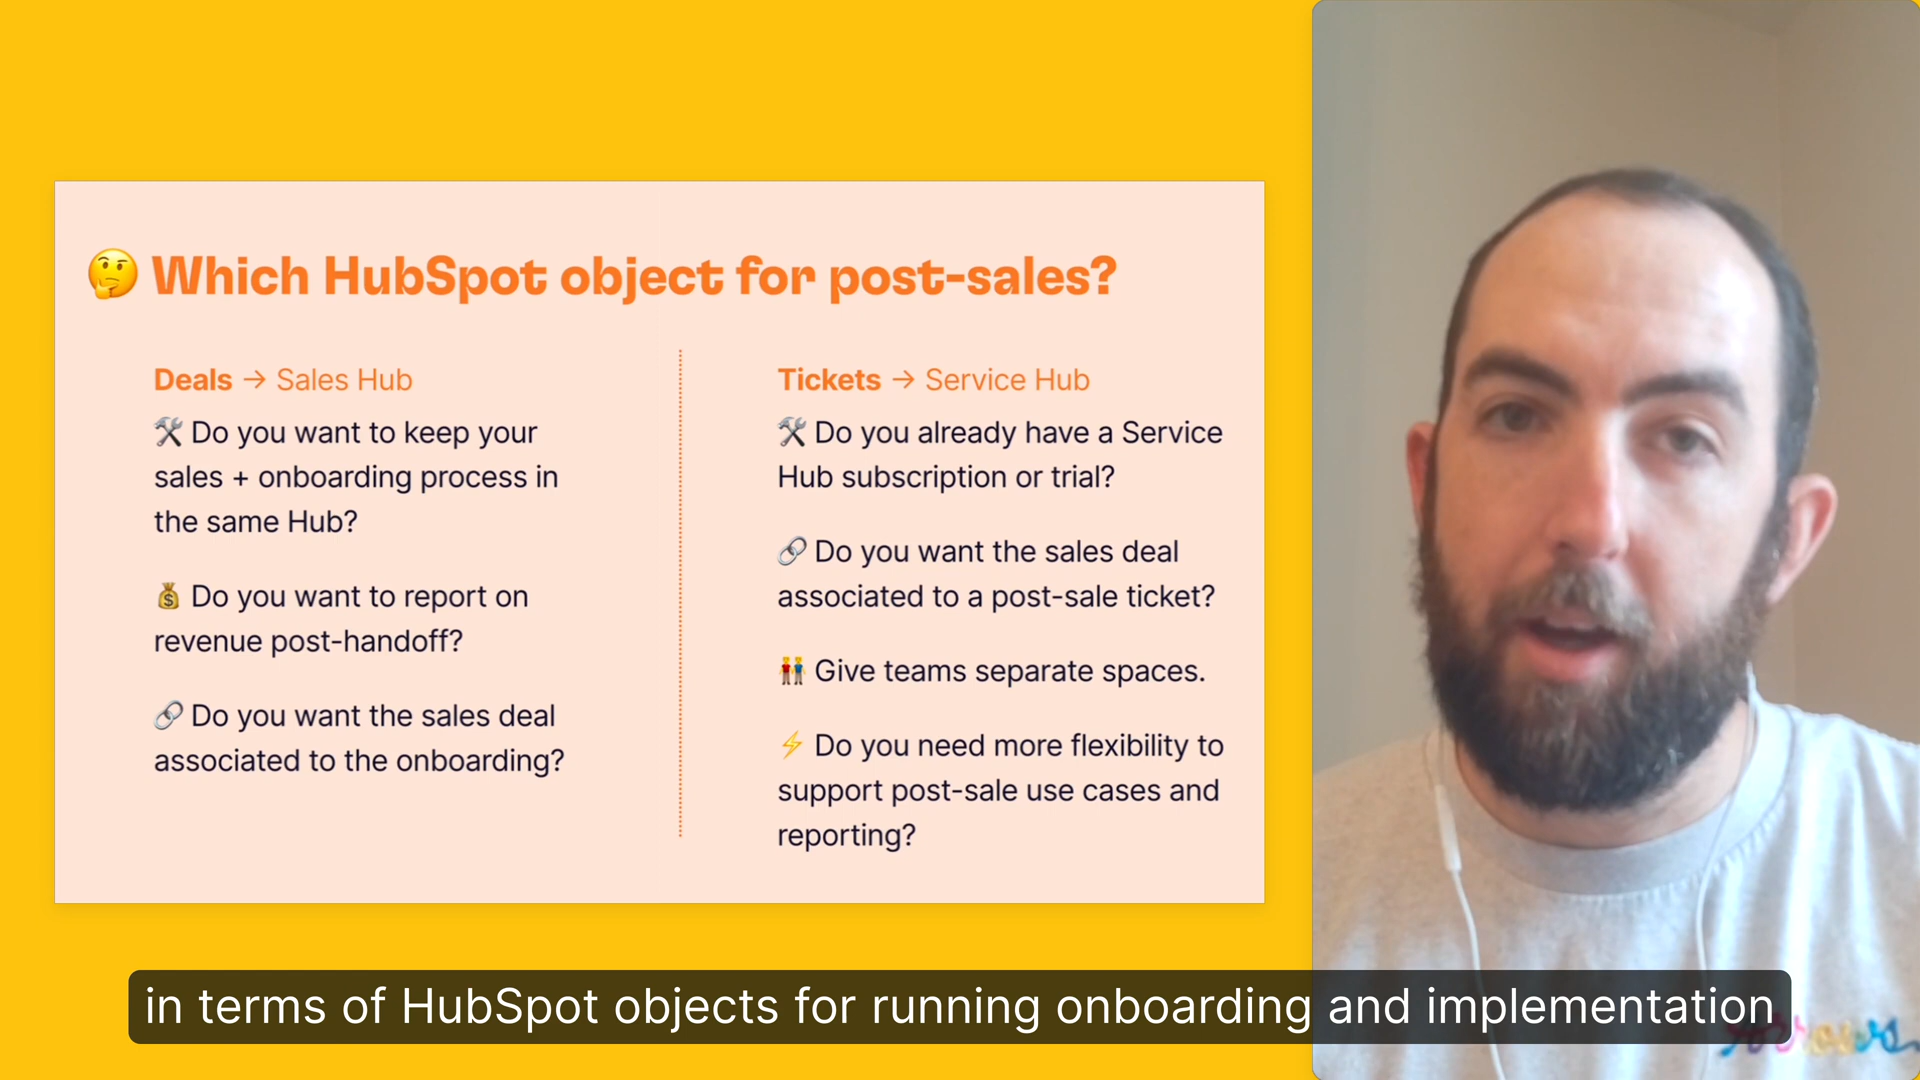 🤔 Which HubSpot object for post-sales?
Deals → Sales Hub
🛠 Do you want to keep your
sales + onboarding process in
the same Hub?
💰 Do you want to report on
revenue post-handoff?
🔗 Do you want the sales deal
associated to the onboarding?
Tickets → Service Hub
🛠 Do you already have a Service
Hub subscription or trial?
🔗 Do you want the sales deal
associated to a post-sale ticket?
👬 Give teams separate spaces.
⚡ Do you need more flexibility to
support post-sale use cases and
reporting?
in terms of HubSpot objects for running onboarding and implementation